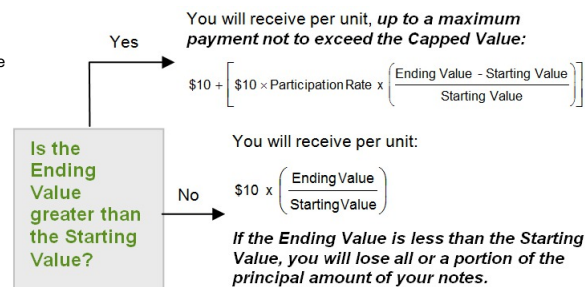 You will receive per unit, up to a maximum
payment not to exceed the Capped Value:
Yes
e
$10 + [ $10 × Participation Rate x ( Ending Value - Starting Value / Starting Value ) ]
Is the
Ending
Value
greater than
the Starting
Value?
No
You will receive per unit:
$10 x ( Ending Value / Starting Value )
If the Ending Value is less than the Starting
Value, you will lose all or a portion of the
principal amount of your notes.